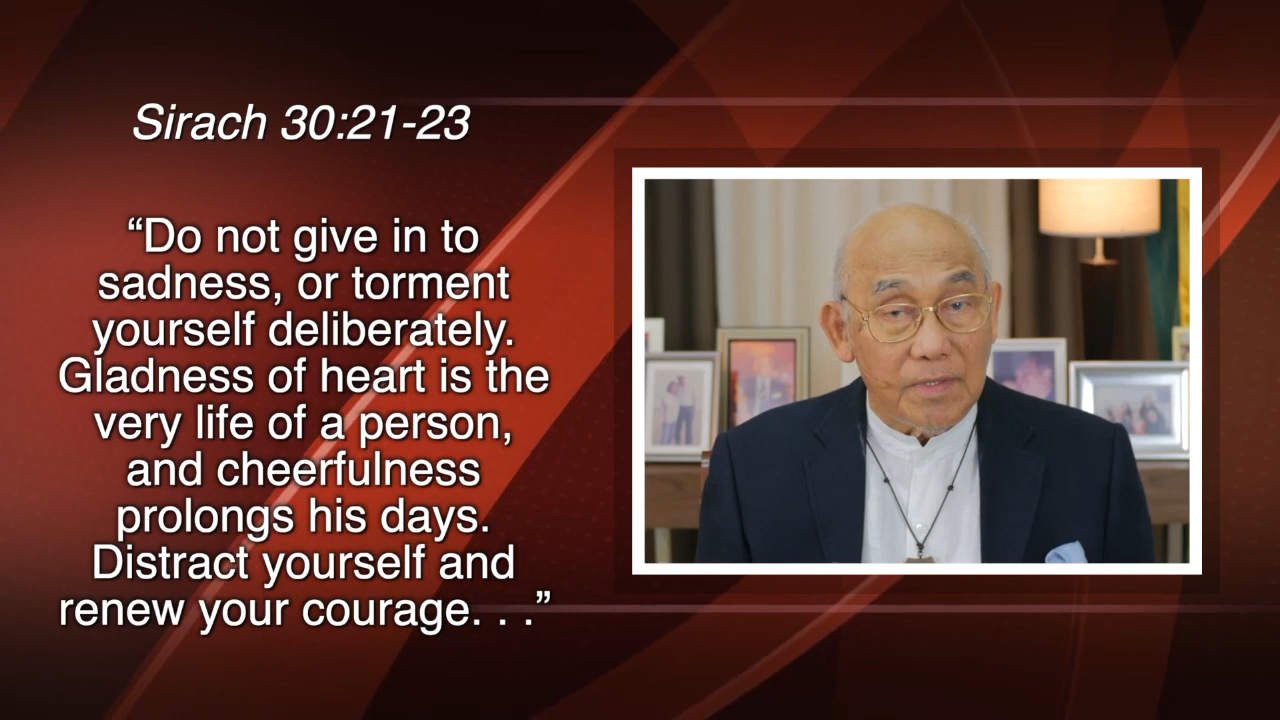 Sirach 30:21-23
“Do not give in to
sadness, or torment
yourself deliberately.
Gladness of heart is the
very life of a person,
and cheerfulness
prolongs his days.
Distract yourself and
renew your courage. . .”